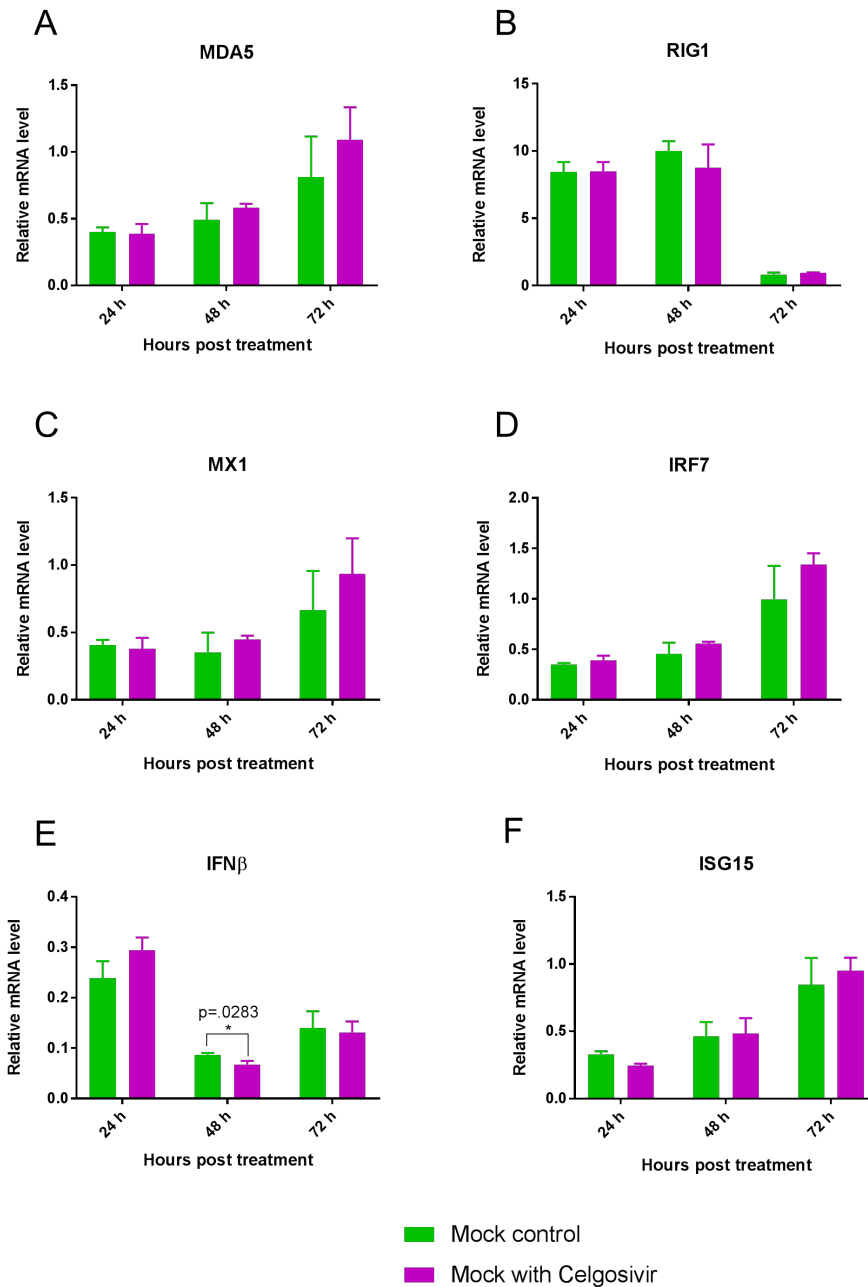 A
MDA5
Relative mRNA level
1.5
1.0
0.5
0.0
24 h
48 h
72 h
Hours post treatment
B
RIG1
Relative mRNA level
15
10
5
0
24 h
48 h
72 h
Hours post treatment
C
MX1
Relative mRNA level
1.5
1.0
0.5
0.0
24 h
48 h
72 h
Hours post treatment
D
IRF7
Relative mRNA level
2.0
1.5
1.0
0.5
0.0
24 h
48 h
72 h
Hours post treatment
E
IFNβ
Relative mRNA level
0.4
0.3
0.2
0.1
0.0
p=.0283
*
24 h
48 h
72 h
Hours post treatment
F
ISG15
Relative mRNA level
1.5
1.0
0.5
0.0
24 h
48 h
72 h
Hours post treatment
Mock control
Mock with Celgosivir